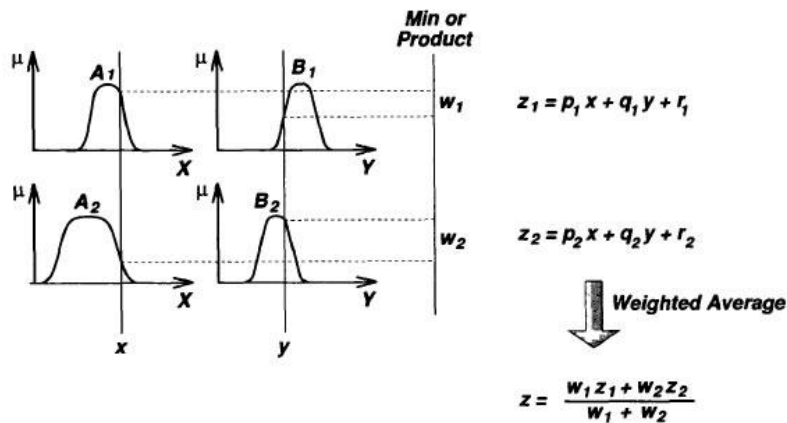 Min or
Product
μ
A₁
X
μ
B₁
Y
w₁
z₁ = p₁ x + q₁ y + r₁
μ
A₂
X
μ
B₂
Y
w₂
z₂ = p₂ x + q₂ y + r₂
x
y
Weighted Average
z = w₁ z₁ + w₂ z₂
w₁ + w₂